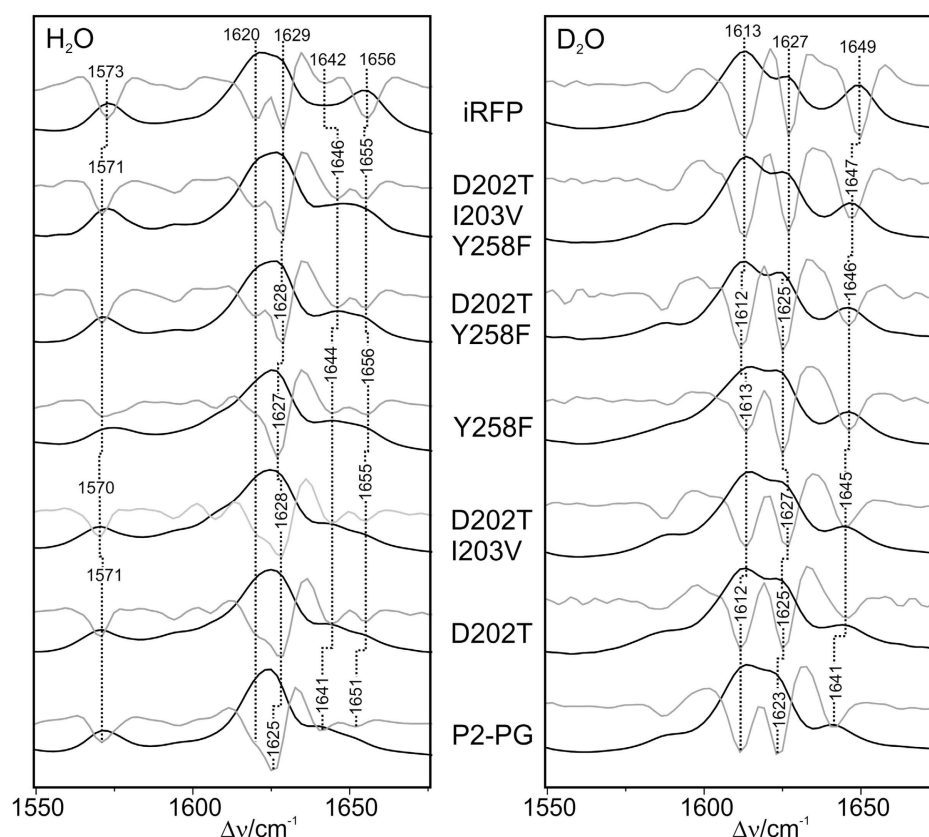 H₂O
1620
1629
1642
1656
1573
1646
1655
1571
1628
1644
1656
1627
1570
1628
1655
1571
1641
1651
1625
iRFP
D202T
I203V
Y258F
D202T
Y258F
Y258F
D202T
I203V
D202T
P2-PG
D₂O
1613
1627
1649
1647
1612
1625
1646
1613
1627
1645
1612
1625
1623
1641
1550
1600
1650
Δν/cm⁻¹
1550
1600
1650
Δν/cm⁻¹